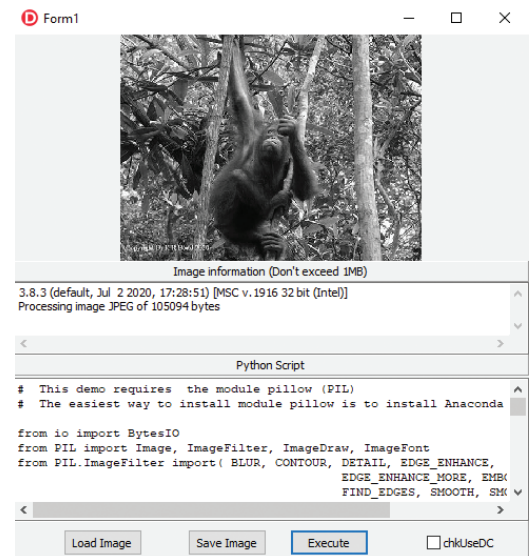 Form1
Image information (Don't exceed 1MB)
3.8.3 (default, Jul  2 2020, 17:28:51) [MSC v.1916 32 bit (Intel)]
Processing image JPEG of 105094 bytes
Python Script
#  This demo requires  the module pillow (PIL)
#  The easiest way to install module pillow is to install Anaconda
from io import BytesIO
from PIL import Image, ImageFilter, ImageDraw, ImageFont
from PIL.ImageFilter import( BLUR, CONTOUR, DETAIL, EDGE_ENHANCE,
EDGE_ENHANCE_MORE, EMBO
FIND_EDGES, SMOOTH, SMO
Load Image
Save Image
Execute
chkUseDC